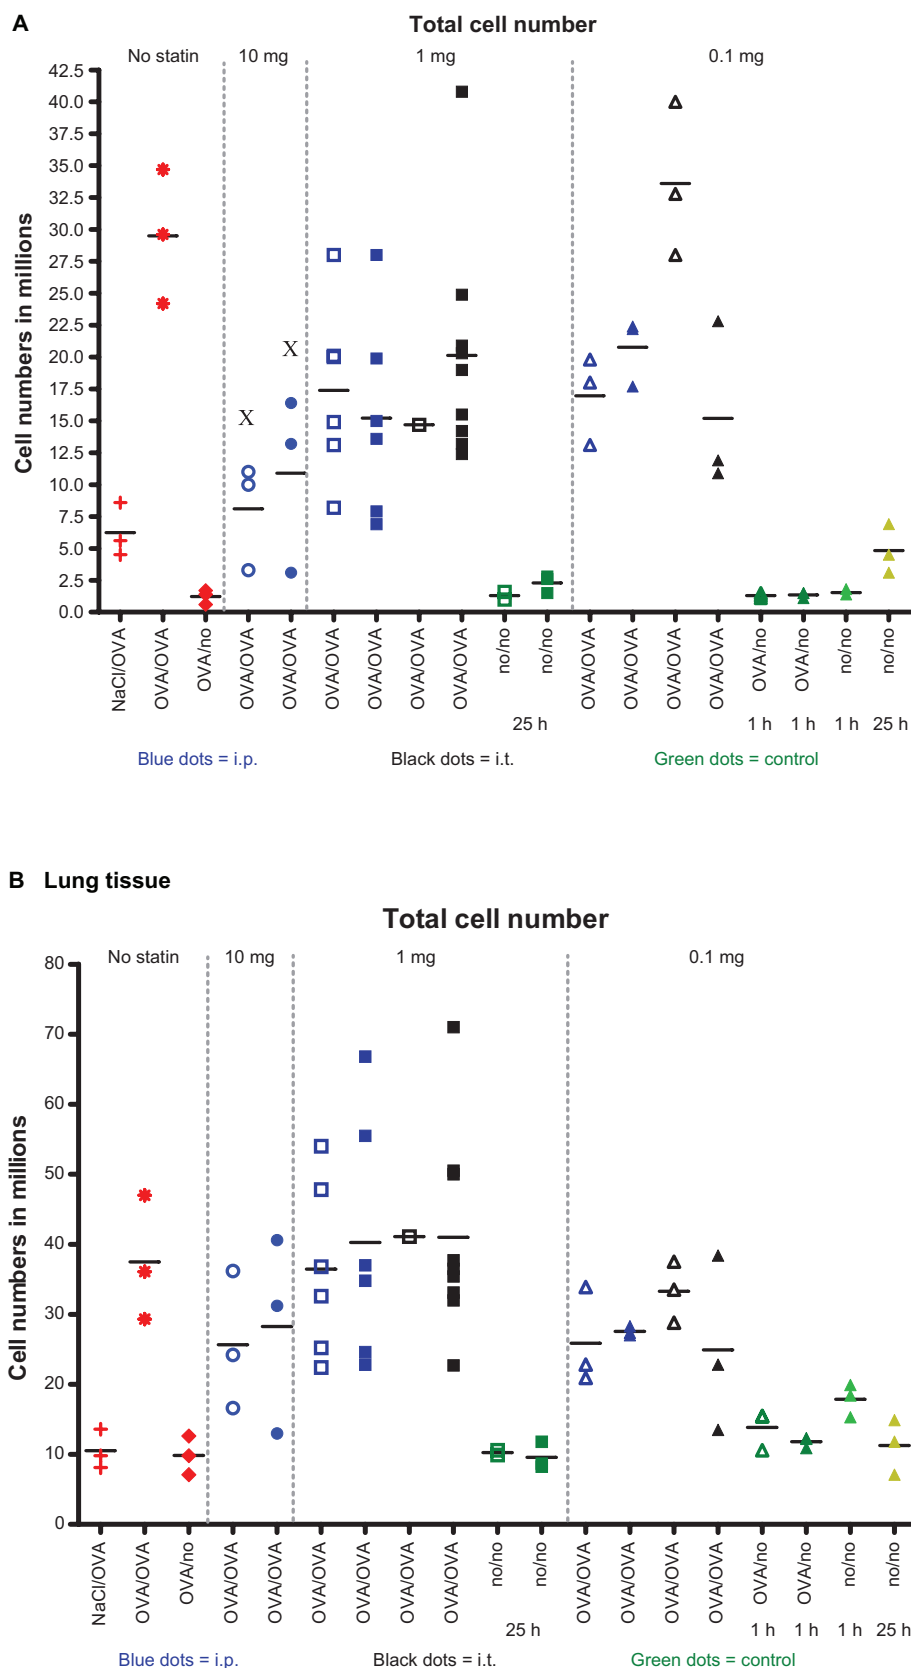 A
Total cell number
No statin 10 mg 1 mg 0.1 mg
42.5
40.0
37.5
35.0
32.5
30.0
27.5
25.0
22.5
20.0
17.5
15.0
12.5
10.0
7.5
5.0
2.5
0.0
Cell numbers in millions
X
X
NaCl/OVA OVA/OVA OVA/no OVA/OVA OVA/OVA OVA/OVA OVA/OVA OVA/OVA OVA/OVA no/no no/no OVA/OVA OVA/OVA OVA/OVA OVA/OVA OVA/no OVA/no no/no no/no
25 h 1 h 1 h 1 h 25 h
Blue dots = i.p. Black dots = i.t. Green dots = control
B Lung tissue
Total cell number
No statin 10 mg 1 mg 0.1 mg
80
70
60
50
40
30
20
10
0
Cell numbers in millions
NaCl/OVA OVA/OVA OVA/no OVA/OVA OVA/OVA OVA/OVA OVA/OVA OVA/OVA OVA/OVA no/no no/no OVA/OVA OVA/OVA OVA/OVA OVA/OVA OVA/no OVA/no no/no no/no
25 h 1 h 1 h 1 h 25 h
Blue dots = i.p. Black dots = i.t. Green dots = control